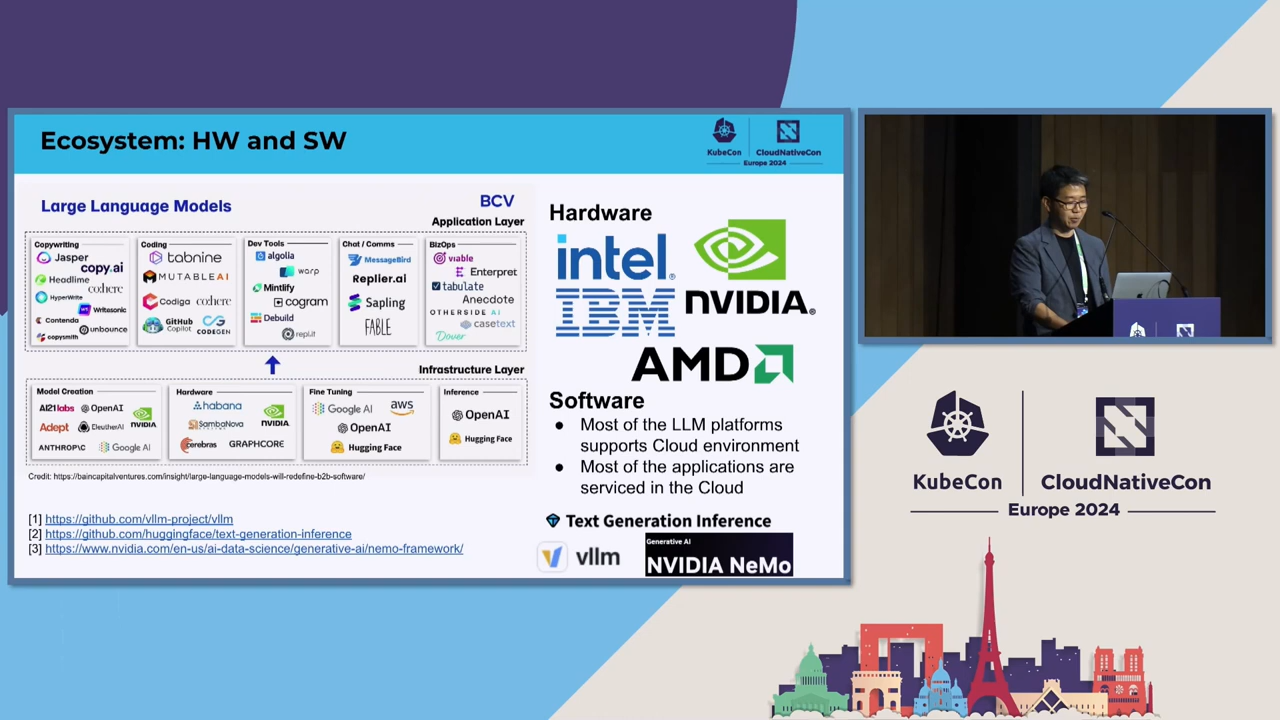 Ecosystem: HW and SW
KubeCon
CloudNativeCon
Europe 2024
Large Language Models
BCV
Application Layer
Copywriting
Jasper
copy.ai
Headlime
co:here
HyperWrite
Writesonic
Contenda
unbounce
copysmith
Coding
tabnine
MUTABLEAI
Codiga
co:here
GitHub
Copilot
CODEGEN
Dev Tools
algolia
warp
Mintlify
cogram
Debuild
repl.it
Chat / Comms
MessageBird
Replier.ai
Sapling
FABLE
BizOps
viable
Enterpret
tabulate
Anecdote
OTHERSIDE AI
casetext
Dover
Infrastructure Layer
Model Creation
AI21labs
OpenAI
Adept
EleutherAI
NVIDIA
ANTHROP\C
Google AI
Hardware
habana
SambaNova
NVIDIA
cerebras
GRAPHCORE
Fine Tuning
Google AI
aws
OpenAI
Hugging Face
Inference
OpenAI
Hugging Face
Credit: https://baincapitalventures.com/insight/large-language-models-will-redefine-b2b-software/
[1] https://github.com/vllm-project/vllm
[2] https://github.com/huggingface/text-generation-inference
[3] https://www.nvidia.com/en-us/ai-data-science/generative-ai/nemo-framework/
Hardware
intel®
NVIDIA®
IBM
AMD
Software
● Most of the LLM platforms
supports Cloud environment
● Most of the applications are
serviced in the Cloud
Text Generation Inference
vllm
Generative AI
NVIDIA NeMo
KubeCon
CloudNativeCon
Europe 2024